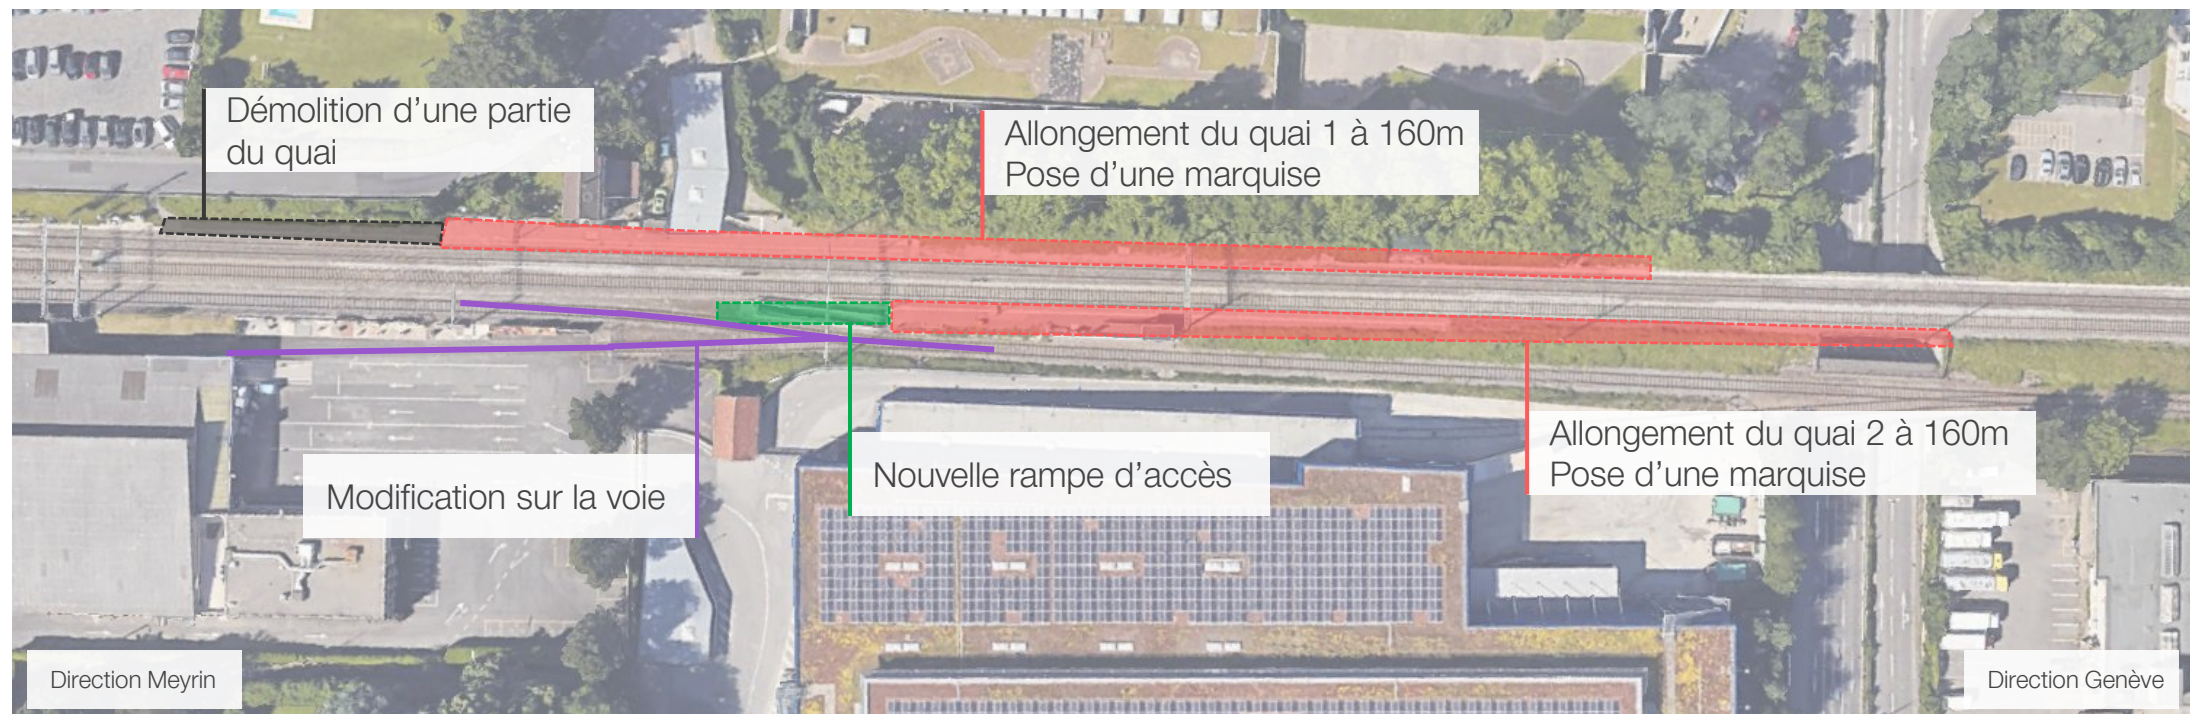 Démolition d’une partie
du quai
Allongement du quai 1 à 160m
Pose d’une marquise
Allongement du quai 2 à 160m
Pose d’une marquise
Nouvelle rampe d’accès
Modification sur la voie
Direction Meyrin
Direction Genève